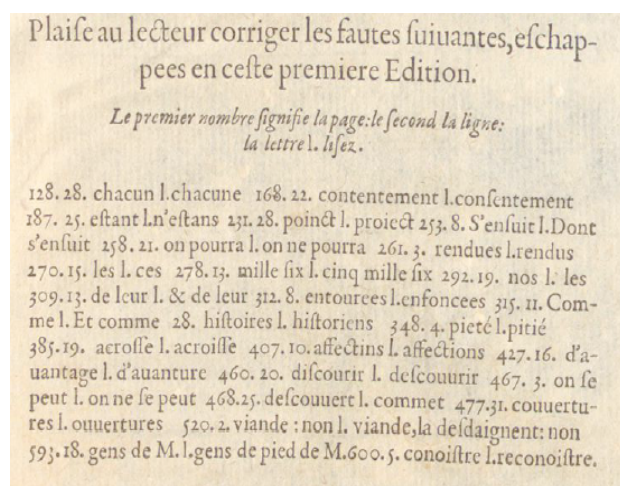 Plaiſe au lecteur corriger les fautes ſuiuantes,eſchap-
pees en ceſte premiere Edition.
Le premier nombre ſignifie la page:le ſecond la ligne:
la lettre l. liſez.
128. 28. chacun l.chacune 168. 22. contentement l.conſentement
187. 25. eſtant l.n'eſtans 231. 28. poinct l. proiect 253. 8. S'enſuit l.Dont
s'enſuit 258. 21. on pourra l. on ne pourra 261. 3. rendues l.rendus
270. 15. les l. ces 278. 13. mille ſix l. cinq mille ſix 292. 19. nos l. les
309. 13. de leur l. & de leur 312. 8. entourees l.enfoncees 315. 11. Com-
me l. Et comme 28. hiſtoires l. hiſtoriens 348. 4. pieté l.pitié
385. 19. acroſſe l. acroiſſe 407. 10. affectins l. affections 427. 16. d'a-
uantage l. d'auanture 460. 20. diſcourir l. deſcouurir 467. 3. on ſe
peut l. on ne ſe peut 468. 25. deſcouuert l. commet 477. 31. couuertu-
res l. ouuertures 520. 2. viande : non l. viande,la deſdaignent: non
593. 18. gens de M. l.gens de pied de M.600. 5. conoiſtre l.reconoiſtre.